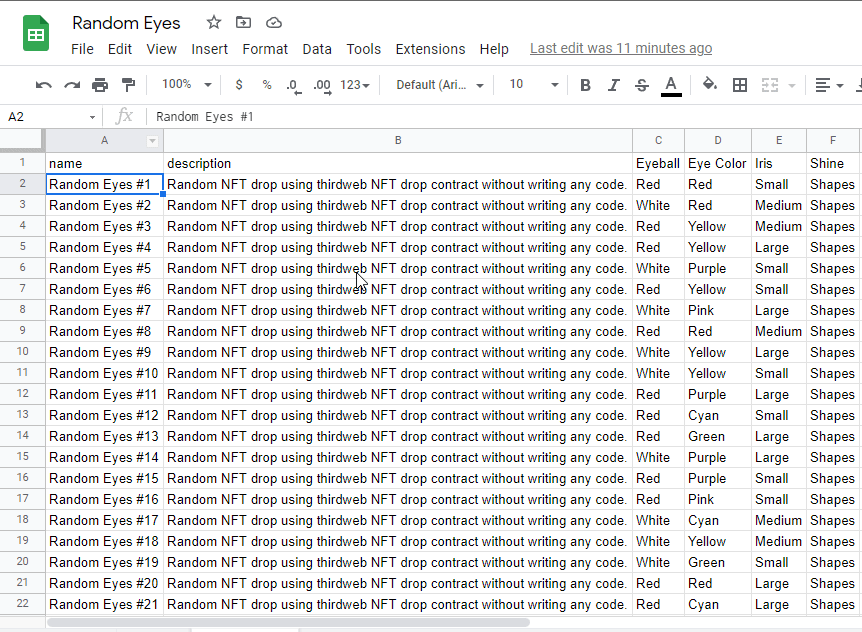 Random Eyes
File Edit View Insert Format Data Tools Extensions Help Last edit was 11 minutes ago
100% $ % .0 .00 123 Default (Ari... 10 B I S A
A2 fx Random Eyes #1
A B C D E F
1 name description Eyeball Eye Color Iris Shine
2 Random Eyes #1 Random NFT drop using thirdweb NFT drop contract without writing any code. Red Red Small Shapes
3 Random Eyes #2 Random NFT drop using thirdweb NFT drop contract without writing any code. White Red Medium Shapes
4 Random Eyes #3 Random NFT drop using thirdweb NFT drop contract without writing any code. Red Yellow Medium Shapes
5 Random Eyes #4 Random NFT drop using thirdweb NFT drop contract without writing any code. Red Yellow Large Shapes
6 Random Eyes #5 Random NFT drop using thirdweb NFT drop contract without writing any code. White Purple Small Shapes
7 Random Eyes #6 Random NFT drop using thirdweb NFT drop contract without writing any code. Red Yellow Small Shapes
8 Random Eyes #7 Random NFT drop using thirdweb NFT drop contract without writing any code. White Pink Large Shapes
9 Random Eyes #8 Random NFT drop using thirdweb NFT drop contract without writing any code. Red Red Medium Shapes
10 Random Eyes #9 Random NFT drop using thirdweb NFT drop contract without writing any code. White Yellow Large Shapes
11 Random Eyes #10 Random NFT drop using thirdweb NFT drop contract without writing any code. White Yellow Small Shapes
12 Random Eyes #11 Random NFT drop using thirdweb NFT drop contract without writing any code. Red Purple Large Shapes
13 Random Eyes #12 Random NFT drop using thirdweb NFT drop contract without writing any code. Red Cyan Small Shapes
14 Random Eyes #13 Random NFT drop using thirdweb NFT drop contract without writing any code. Red Green Large Shapes
15 Random Eyes #14 Random NFT drop using thirdweb NFT drop contract without writing any code. White Purple Large Shapes
16 Random Eyes #15 Random NFT drop using thirdweb NFT drop contract without writing any code. Red Purple Small Shapes
17 Random Eyes #16 Random NFT drop using thirdweb NFT drop contract without writing any code. Red Pink Small Shapes
18 Random Eyes #17 Random NFT drop using thirdweb NFT drop contract without writing any code. White Cyan Medium Shapes
19 Random Eyes #18 Random NFT drop using thirdweb NFT drop contract without writing any code. White Yellow Medium Shapes
20 Random Eyes #19 Random NFT drop using thirdweb NFT drop contract without writing any code. White Green Small Shapes
21 Random Eyes #20 Random NFT drop using thirdweb NFT drop contract without writing any code. Red Red Large Shapes
22 Random Eyes #21 Random NFT drop using thirdweb NFT drop contract without writing any code. Red Cyan Large Shapes